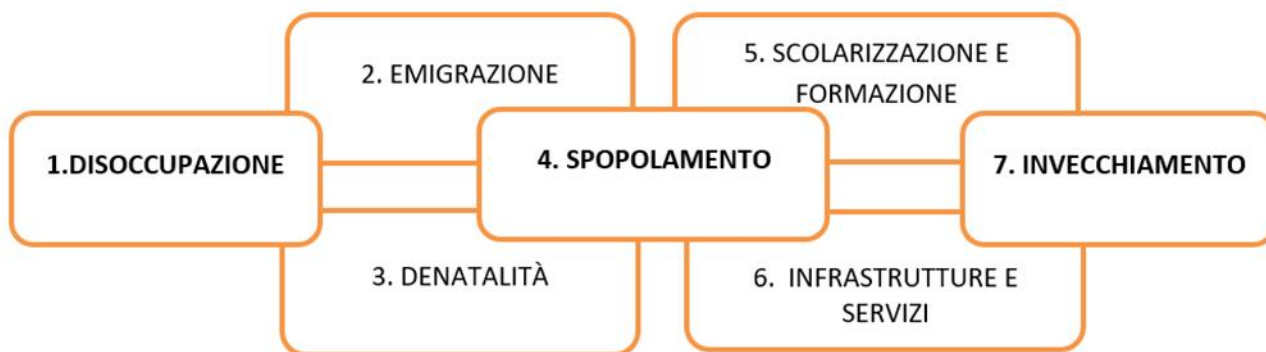 1.DISOCCUPAZIONE
2. EMIGRAZIONE
3. DENATALITÀ
4. SPOPOLAMENTO
5. SCOLARIZZAZIONE E
FORMAZIONE
6. INFRASTRUTTURE E
SERVIZI
7. INVECCHIAMENTO